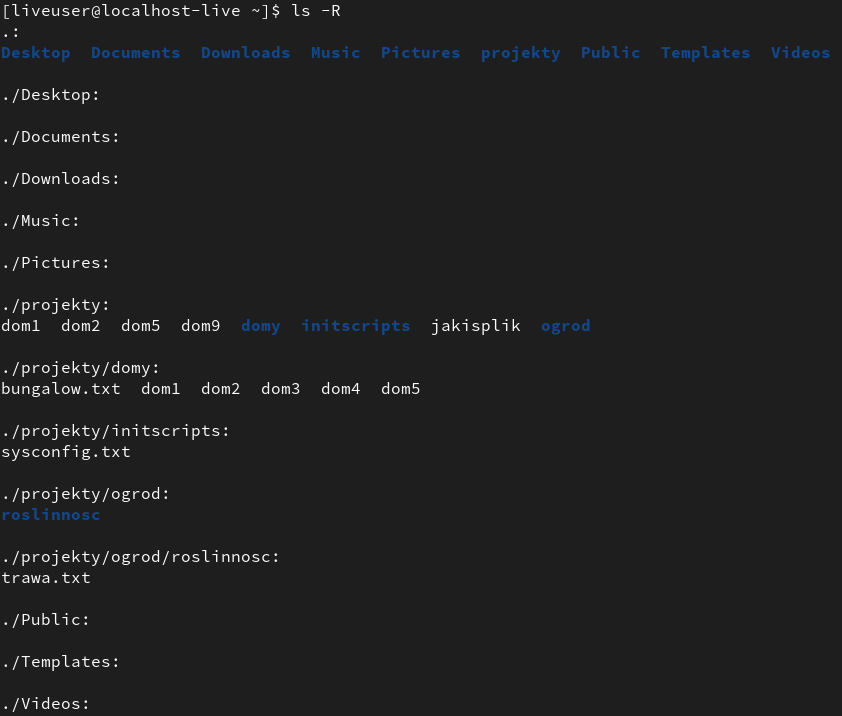 [liveuser@localhost-live ~]$ ls -R
.:
Desktop  Documents  Downloads  Music  Pictures  projekty  Public  Templates  Videos
./Desktop:
./Documents:
./Downloads:
./Music:
./Pictures:
./projekty:
dom1  dom2  dom5  dom9  domy  initscripts  jakisplik  ogrod
./projekty/domy:
bungalow.txt  dom1  dom2  dom3  dom4  dom5
./projekty/initscripts:
sysconfig.txt
./projekty/ogrod:
roslinnosc
./projekty/ogrod/roslinnosc:
trawa.txt
./Public:
./Templates:
./Videos: